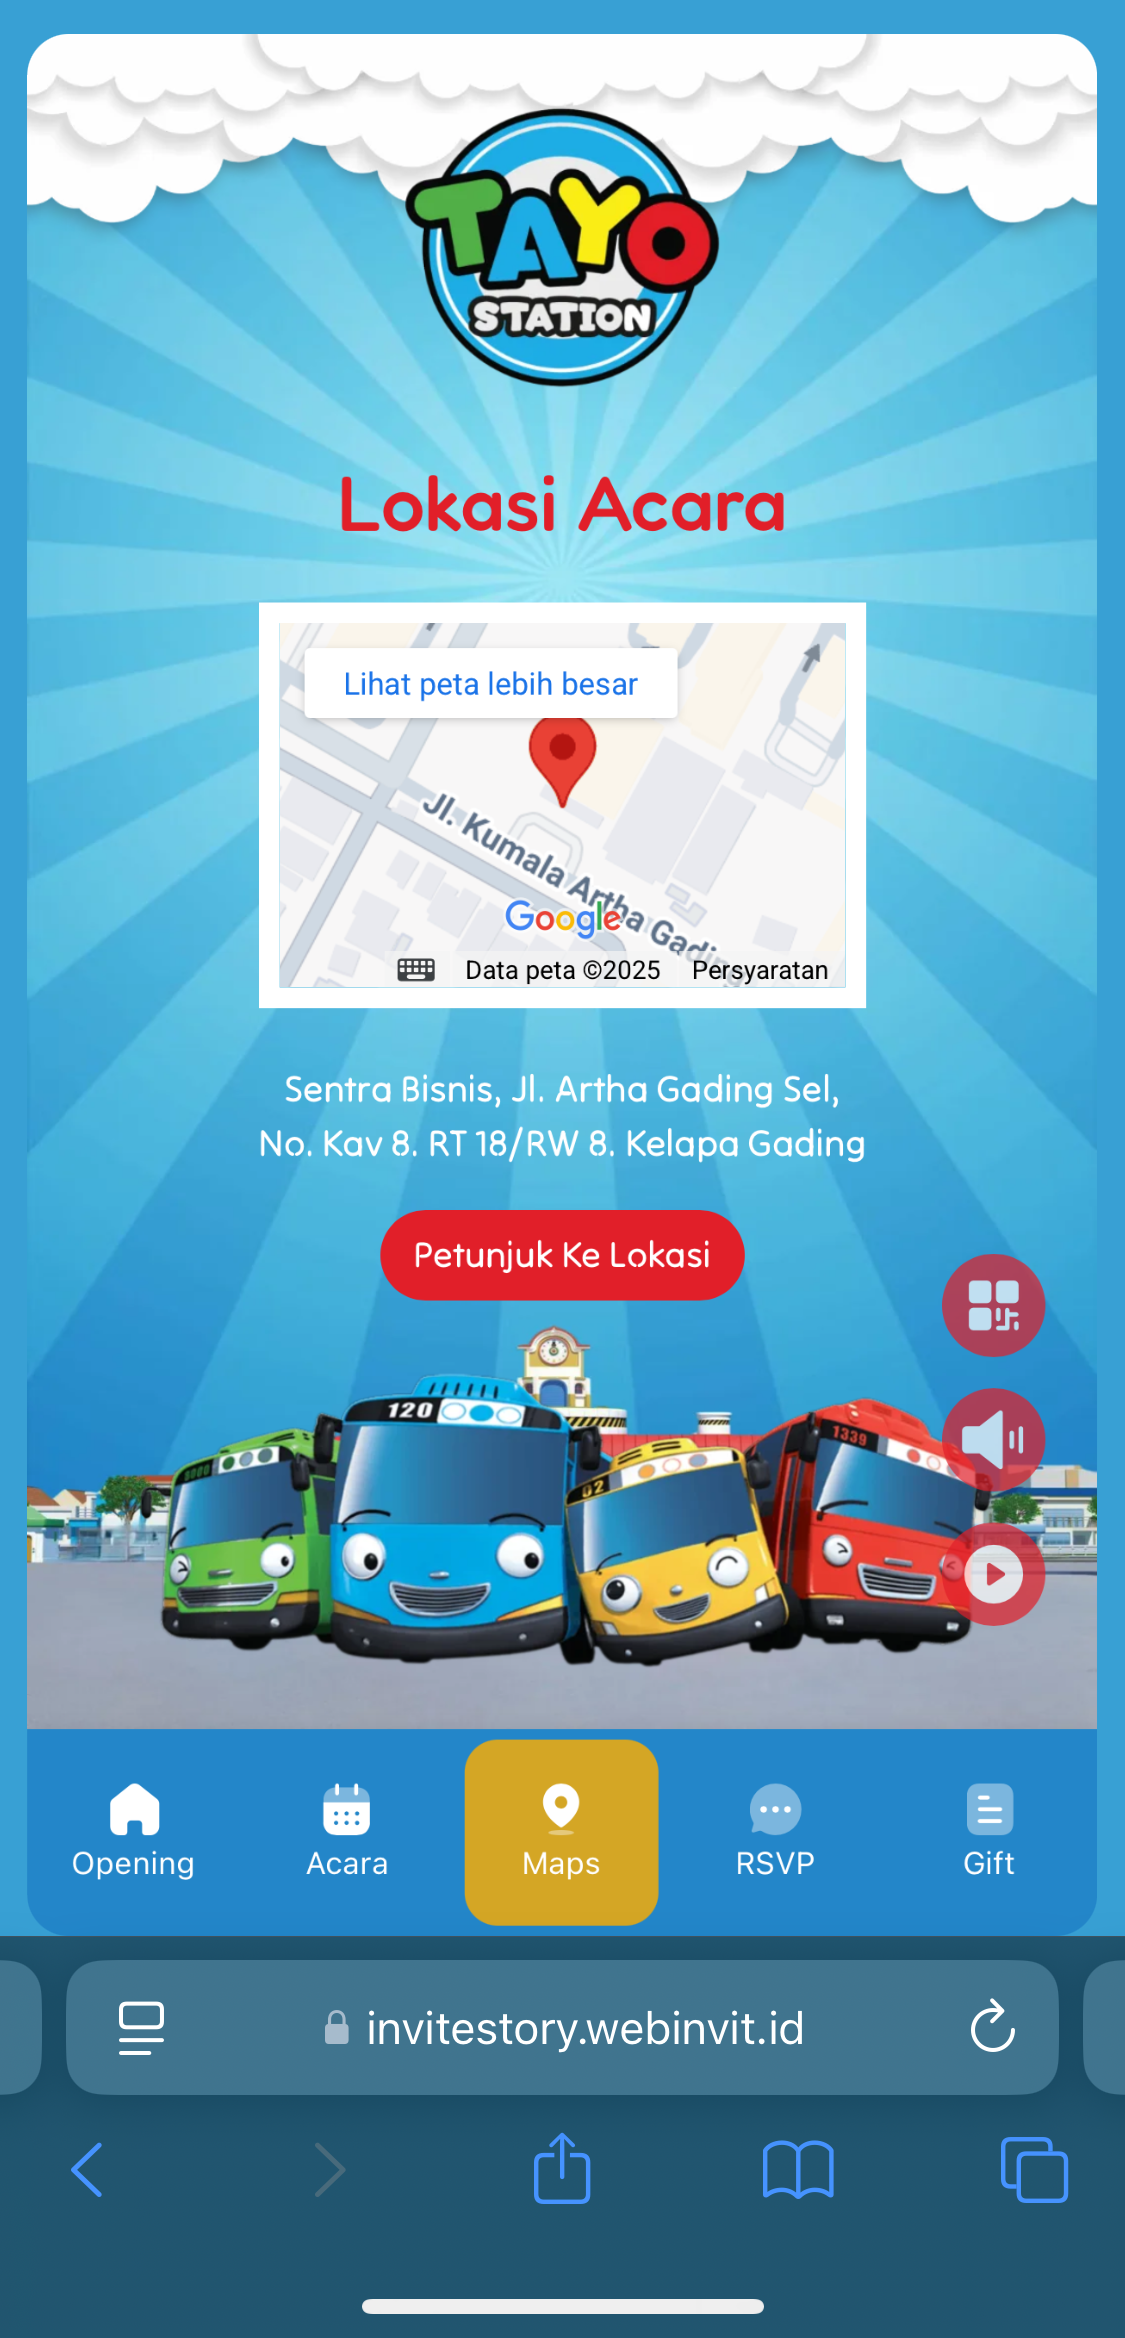 TAYO
STATION
Lokasi Acara
Lihat peta lebih besar
Jl. Kumala Artha Gading
Google
Data peta ©2025
Persyaratan
Sentra Bisnis, Jl. Artha Gading Sel,
No. Kav 8. RT 18/RW 8. Kelapa Gading
Petunjuk Ke Lokasi
120
02
1339
Opening
Acara
Maps
RSVP
Gift
invitestory.webinvit.id